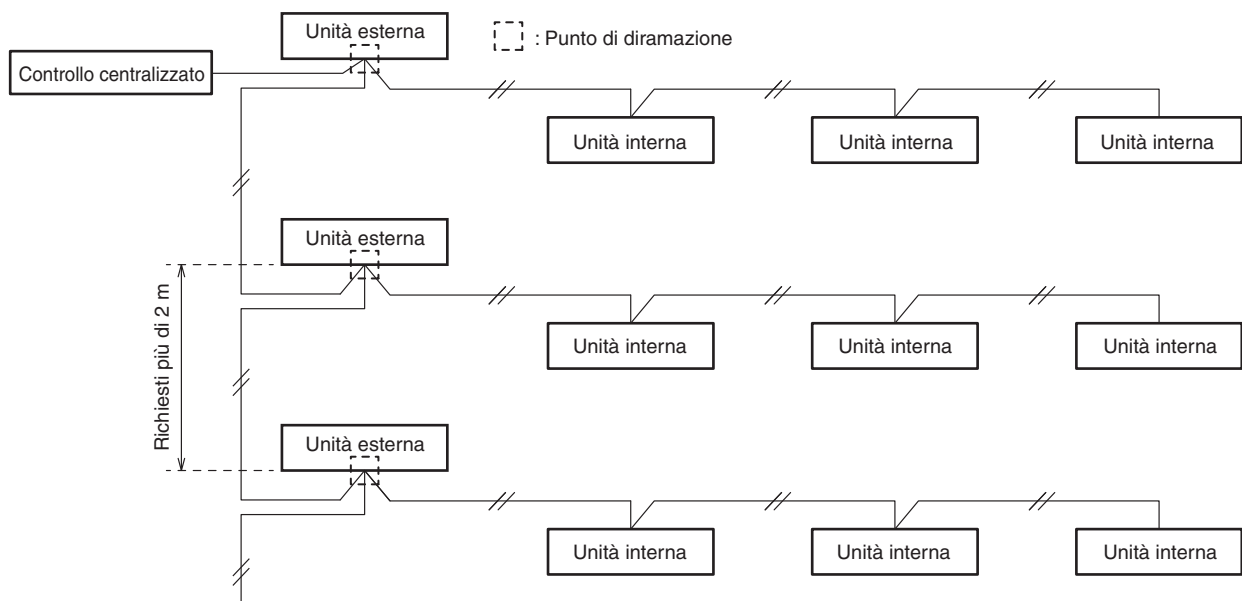 Unità esterna
: Punto di diramazione
Controllo centralizzato
Unità interna
Unità interna
Unità interna
Unità esterna
Richiesti più di 2 m
Unità interna
Unità interna
Unità interna
Unità esterna
Unità interna
Unità interna
Unità interna